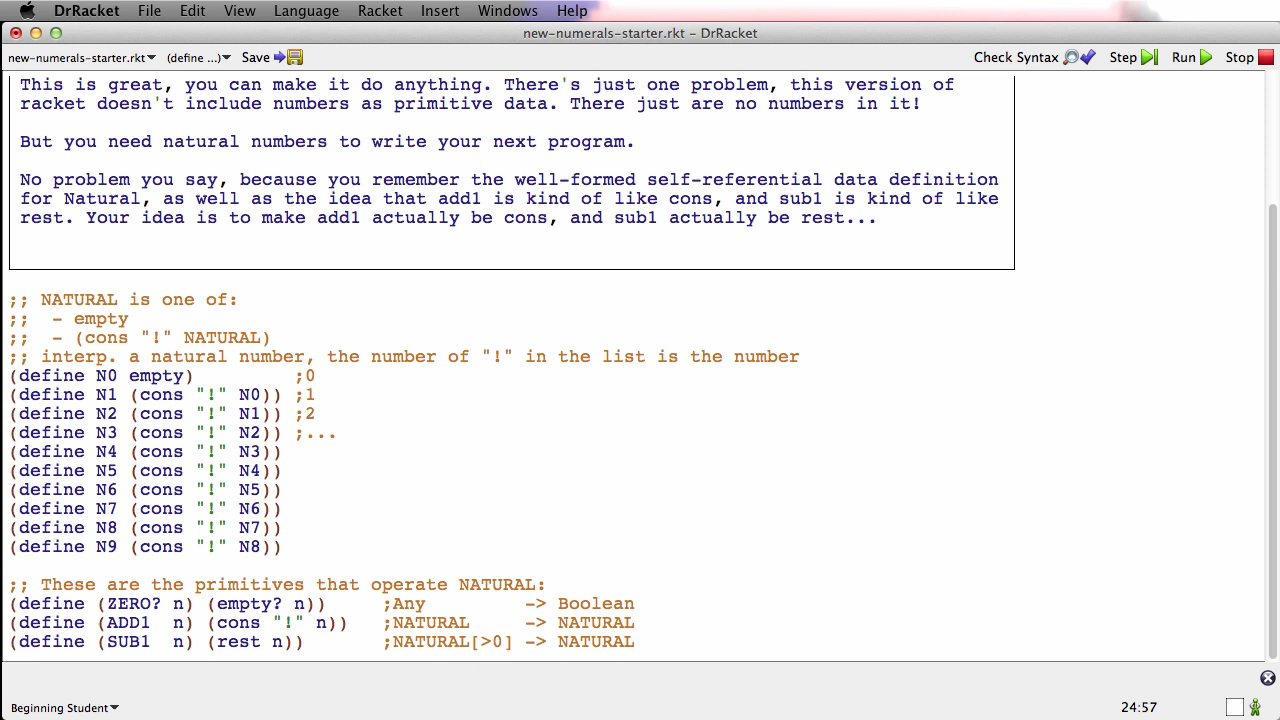 DrRacket File Edit View Language Racket Insert Windows Help
new-numerals-starter.rkt - DrRacket
new-numerals-starter.rkt (define ...) Save Check Syntax Step Run Stop
This is great, you can make it do anything. There's just one problem, this version of
racket doesn't include numbers as primitive data. There just are no numbers in it!
But you need natural numbers to write your next program.
No problem you say, because you remember the well-formed self-referential data definition
for Natural, as well as the idea that add1 is kind of like cons, and sub1 is kind of like
rest. Your idea is to make add1 actually be cons, and sub1 actually be rest...
;; NATURAL is one of:
;;  - empty
;;  - (cons "!" NATURAL)
;; interp. a natural number, the number of "!" in the list is the number
(define N0 empty)         ;0
(define N1 (cons "!" N0)) ;1
(define N2 (cons "!" N1)) ;2
(define N3 (cons "!" N2)) ;...
(define N4 (cons "!" N3))
(define N5 (cons "!" N4))
(define N6 (cons "!" N5))
(define N7 (cons "!" N6))
(define N8 (cons "!" N7))
(define N9 (cons "!" N8))
;; These are the primitives that operate NATURAL:
(define (ZERO? n) (empty? n))     ;Any         -> Boolean
(define (ADD1  n) (cons "!" n))   ;NATURAL     -> NATURAL
(define (SUB1  n) (rest n))       ;NATURAL[>0] -> NATURAL
Beginning Student 24:57